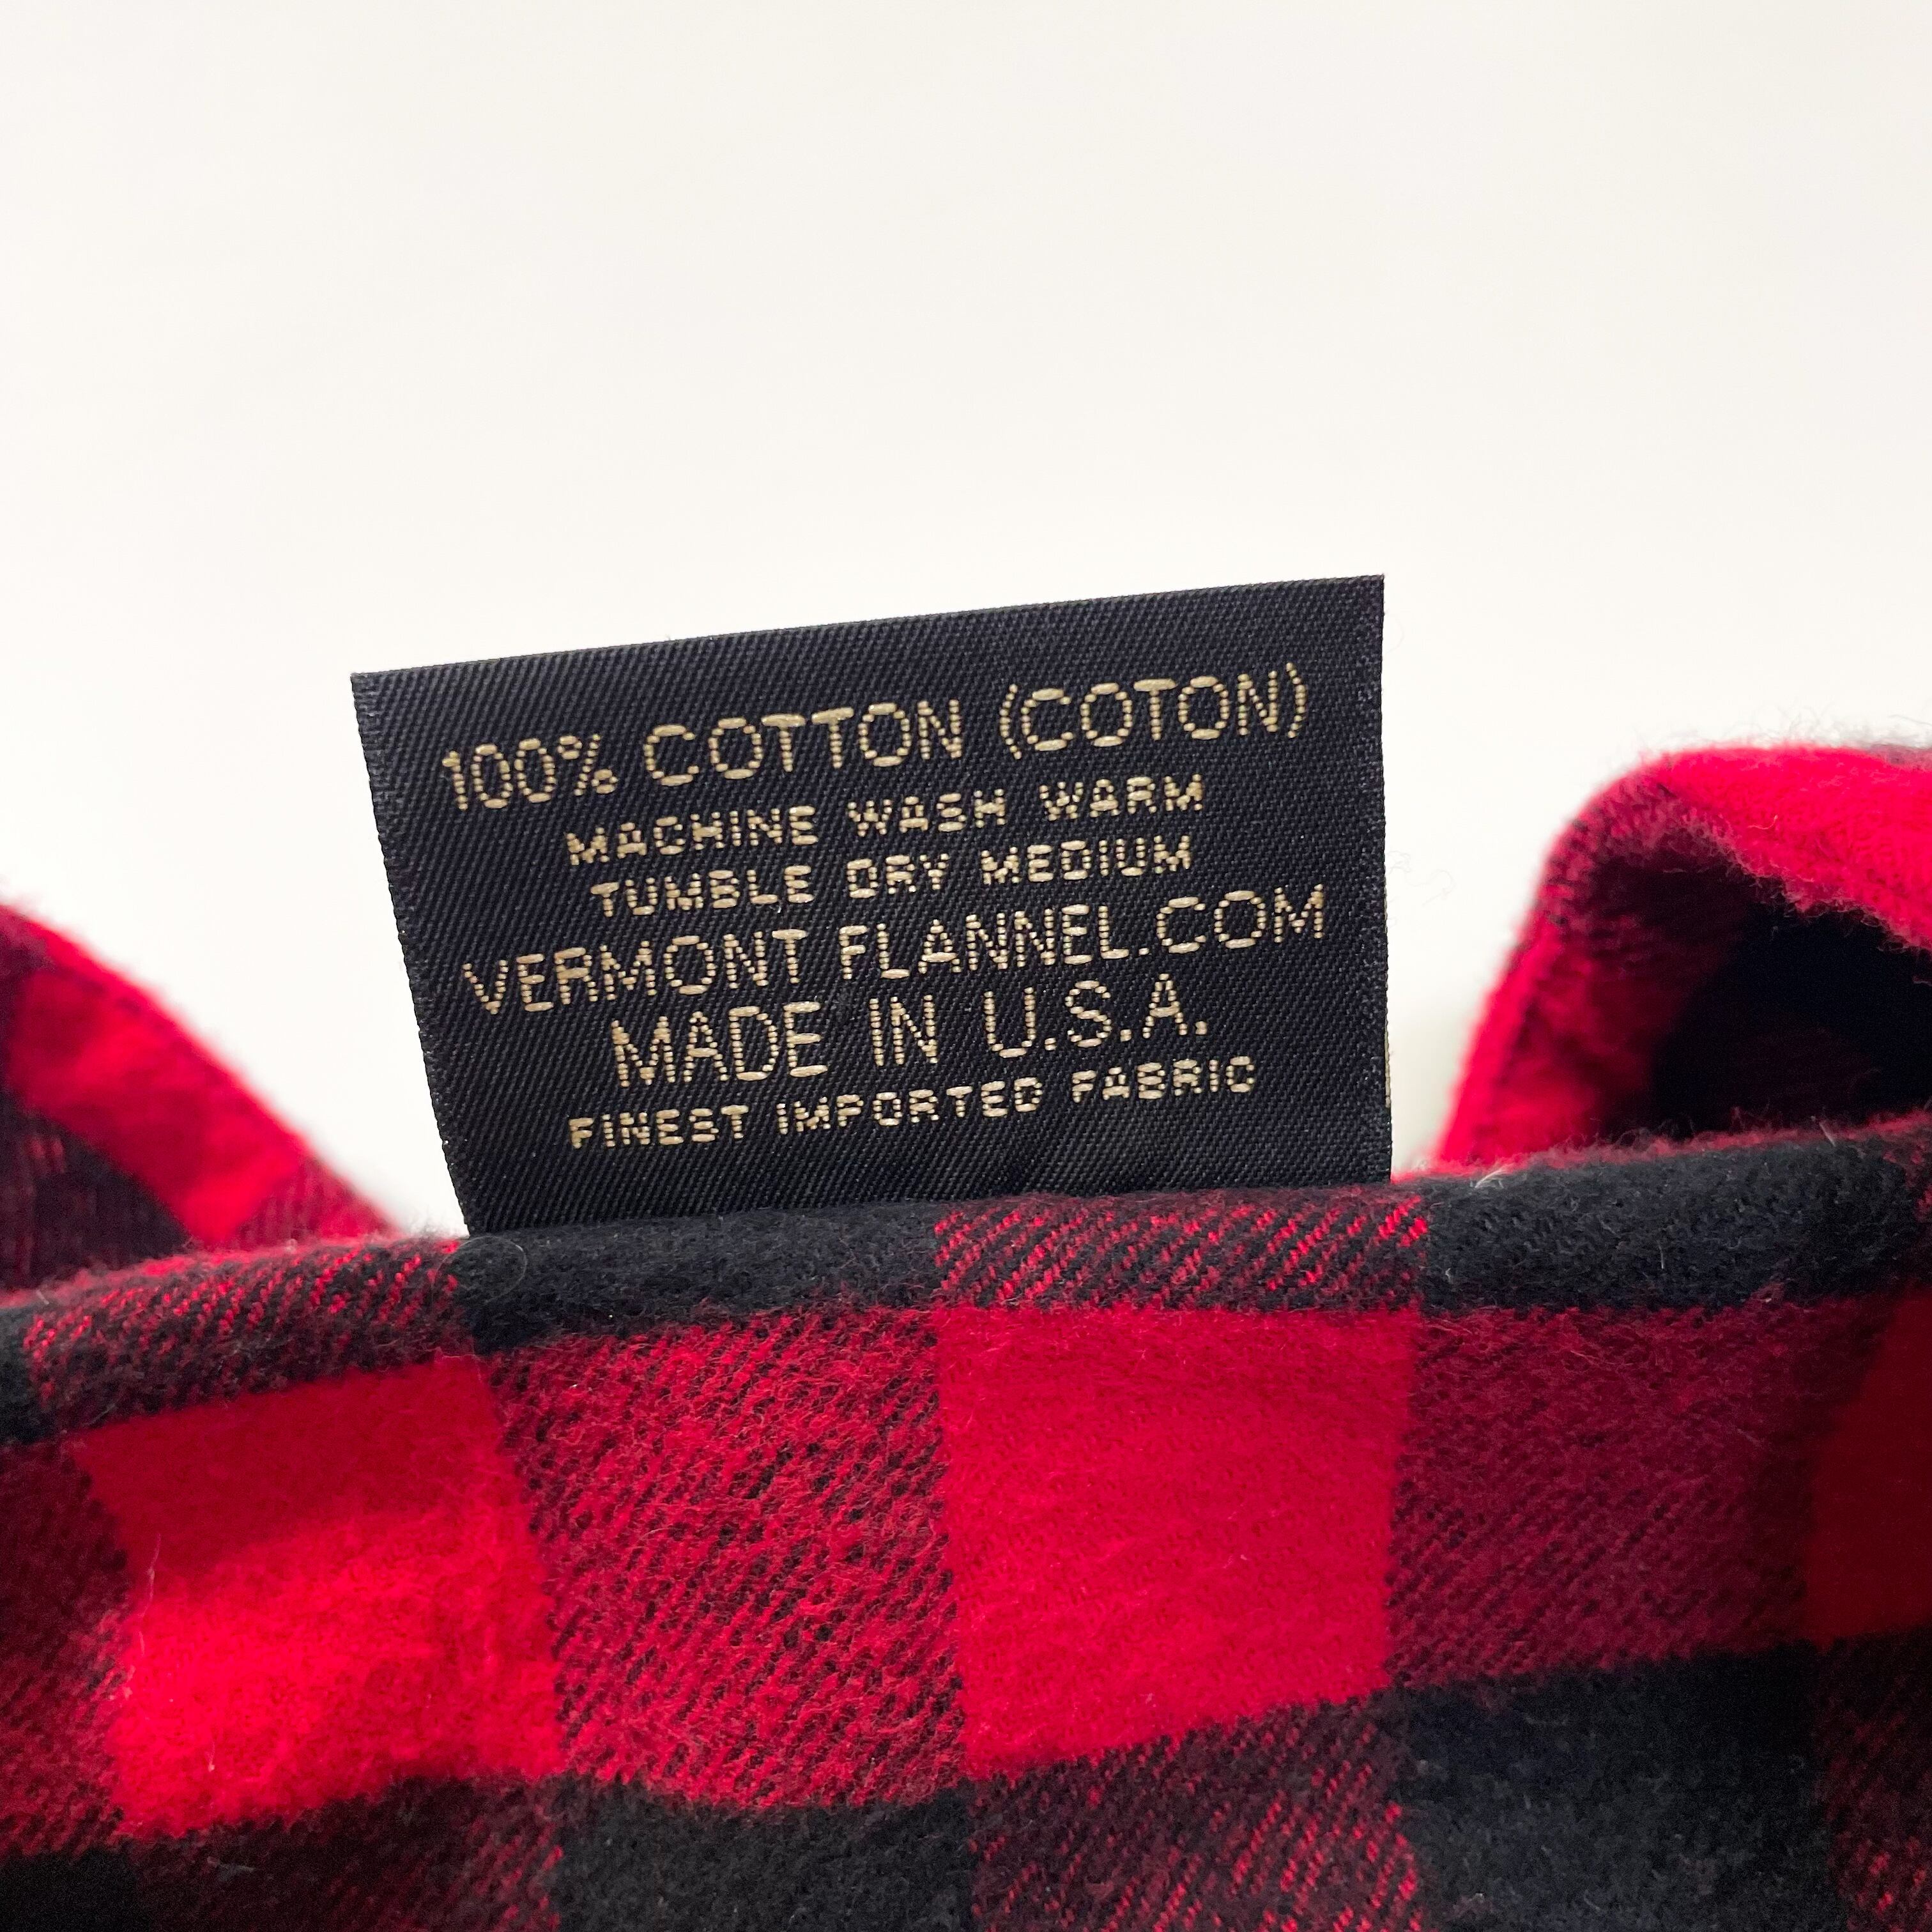 100% COTTON (COTON)
MACHINE WASH WARM
TUMBLE DRY MEDIUM
VERMONT FLANNEL.COM
MADE IN U.S.A.
FINEST IMPORTED FABRIC